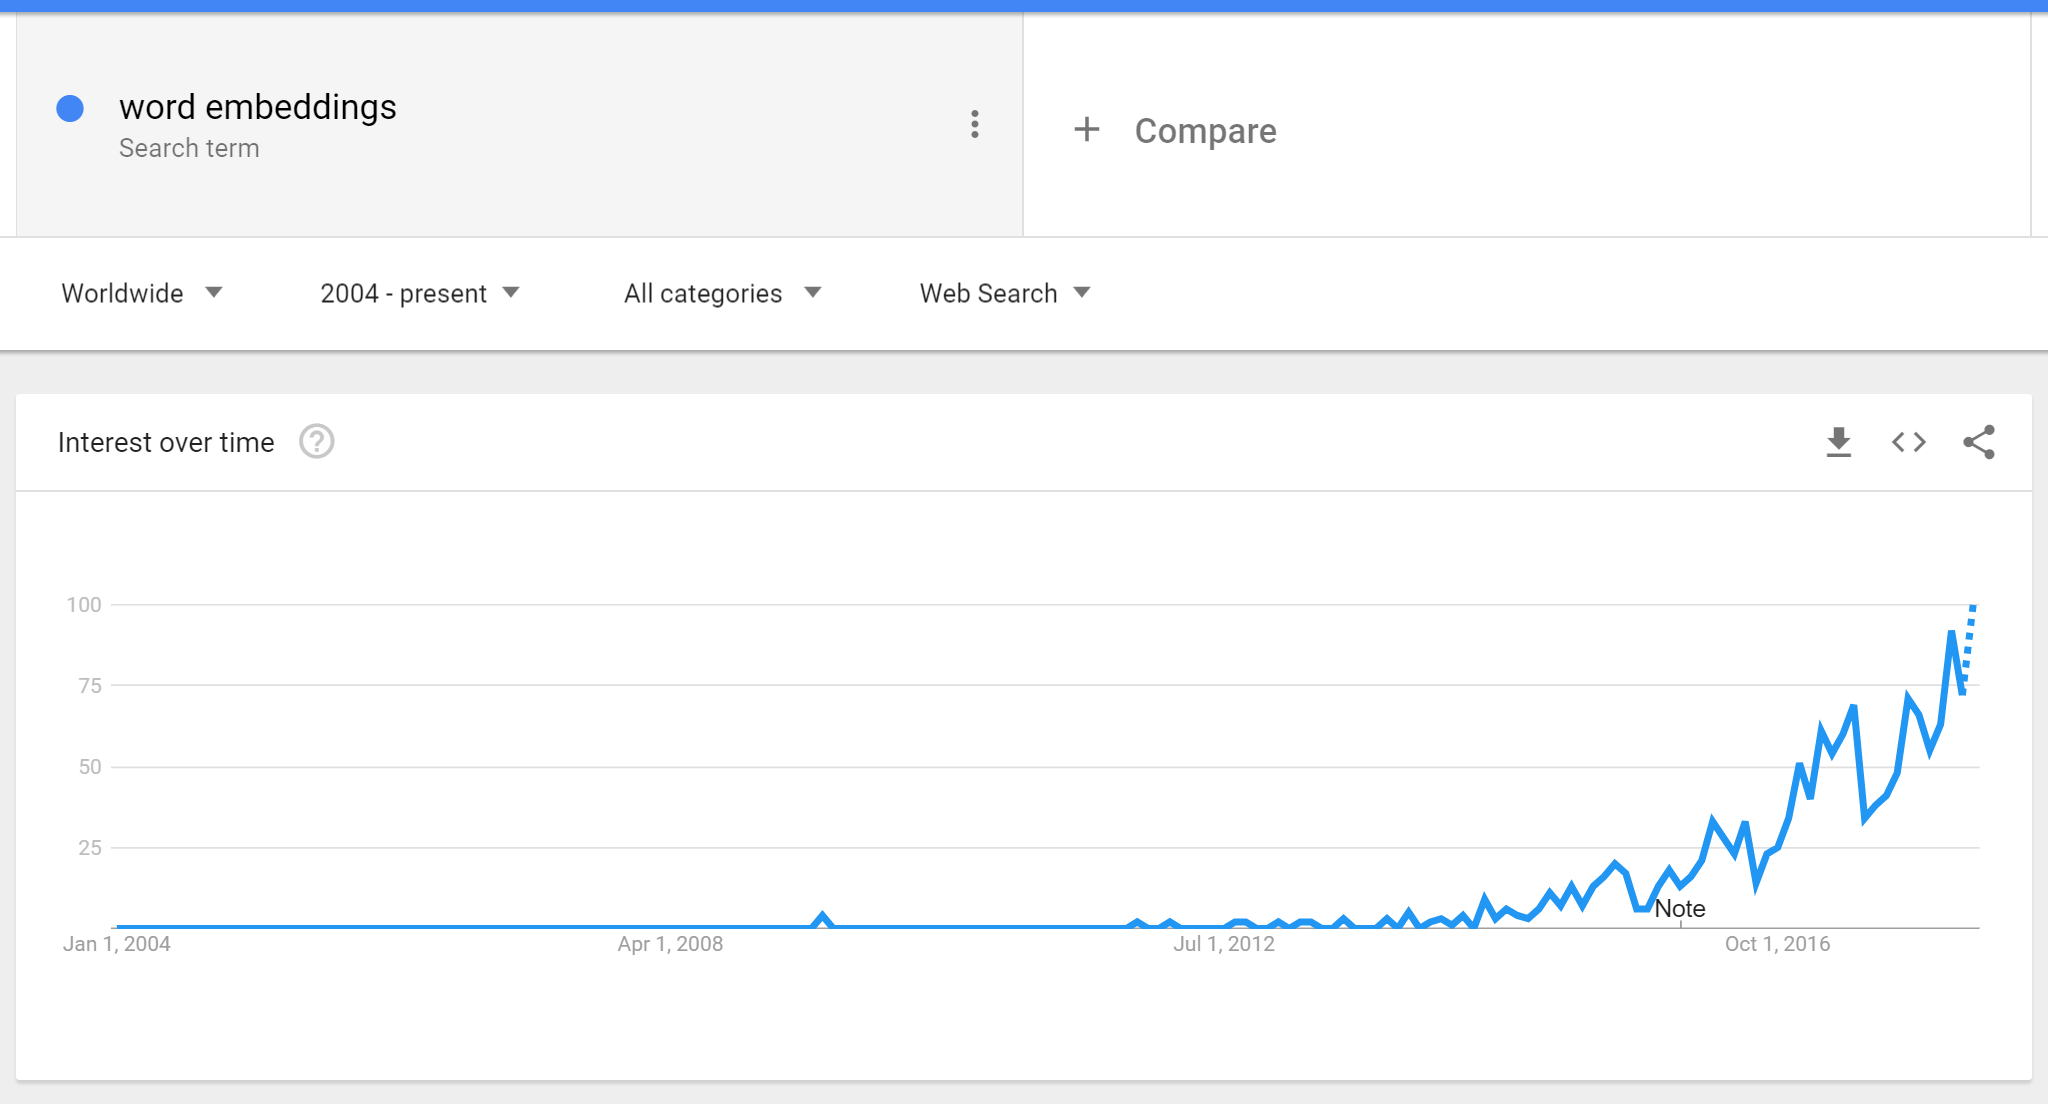 word embeddings
Search term
+ Compare
Worldwide 2004 - present All categories Web Search
Interest over time ?
100
75
50
25
Note
Jan 1, 2004 Apr 1, 2008 Jul 1, 2012 Oct 1, 2016